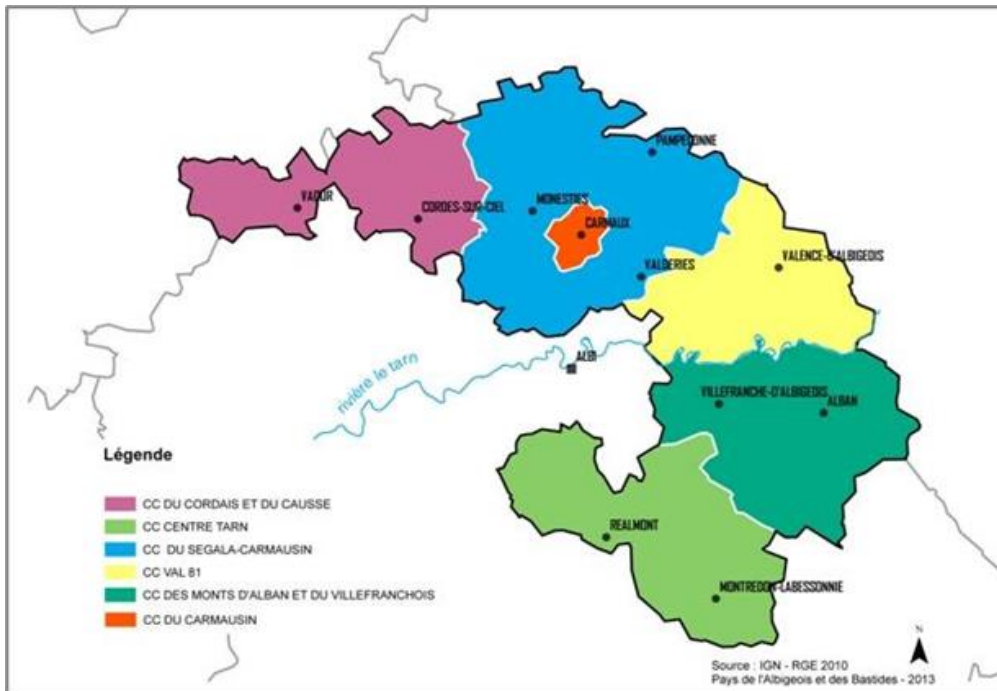 PAMPELONNE
VAOUR
CORDES-SUR-CIEL
MONESTIES
CARMAUX
VALDERIES
VALENCE-D'ALBIGEOIS
ALBI
rivière le tarn
VILLEFRANCHE-D'ALBIGEOIS
ALBAN
Légende
CC DU CORDAIS ET DU CAUSSE
CC CENTRE TARN
CC DU SEGALA-CARMAUSIN
CC VAL 81
CC DES MONTS D'ALBAN ET DU VILLEFRANCHOIS
CC DU CARMAUSIN
REALMONT
MONTREDON-LABESSONNIE
N
Source : IGN - RGE 2010
Pays de l'Albigeois et des Bastides - 2013